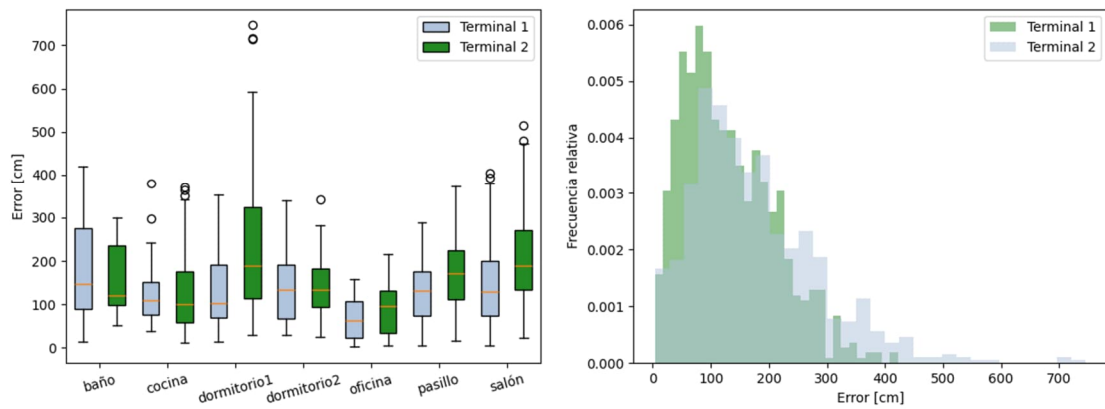 Error [cm]
700
600
500
400
300
200
100
0
baño
cocina
dormitorio1
dormitorio2
oficina
pasillo
salón
Terminal 1
Terminal 2
Frecuencia relativa
0.006
0.005
0.004
0.003
0.002
0.001
0.000
0
100
200
300
400
500
600
700
Error [cm]
Terminal 1
Terminal 2